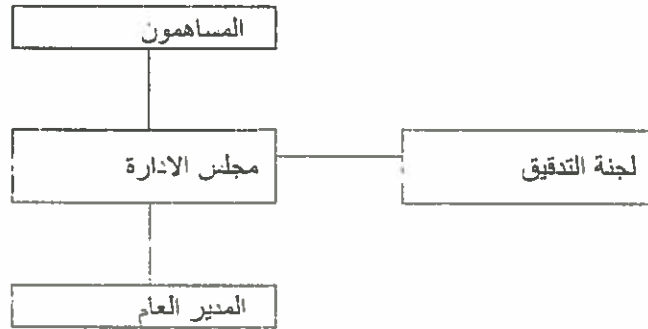 المساهمون
مجلس الادارة
لجنة التدقيق
المدير العام